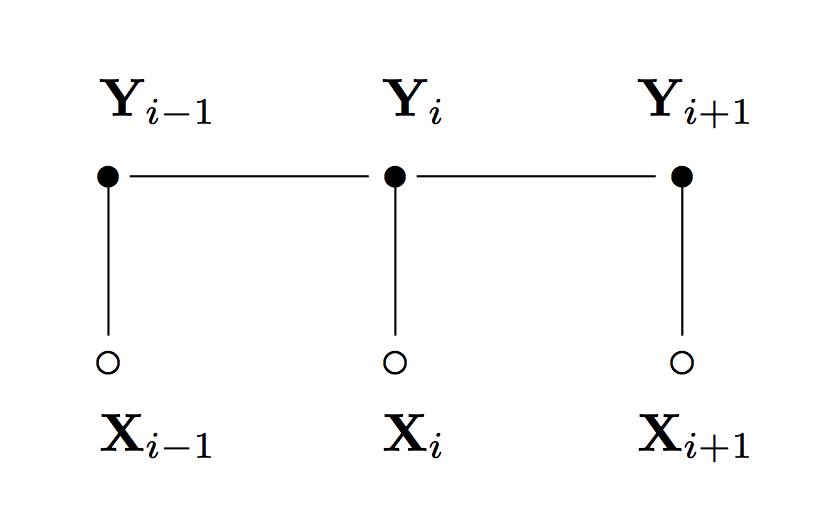 Y_{i−1} Y_i Y_{i+1}
X_{i−1} X_i X_{i+1}